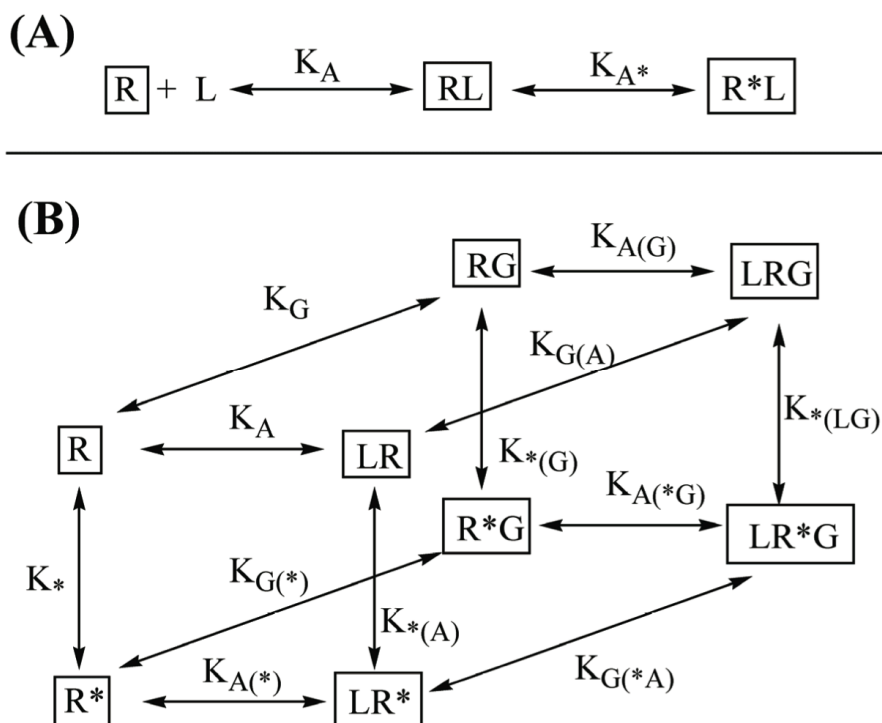 (A)
R + L K_A RL K_A* R*L
(B)
RG K_A(G) LRG
K_G
K_G(A)
R K_A LR K_*(LG)
K_*(G)
R*G K_A(*G) LR*G
K_* K_G(*)
K_*(A)
K_G(*A)
R* K_A(*) LR*